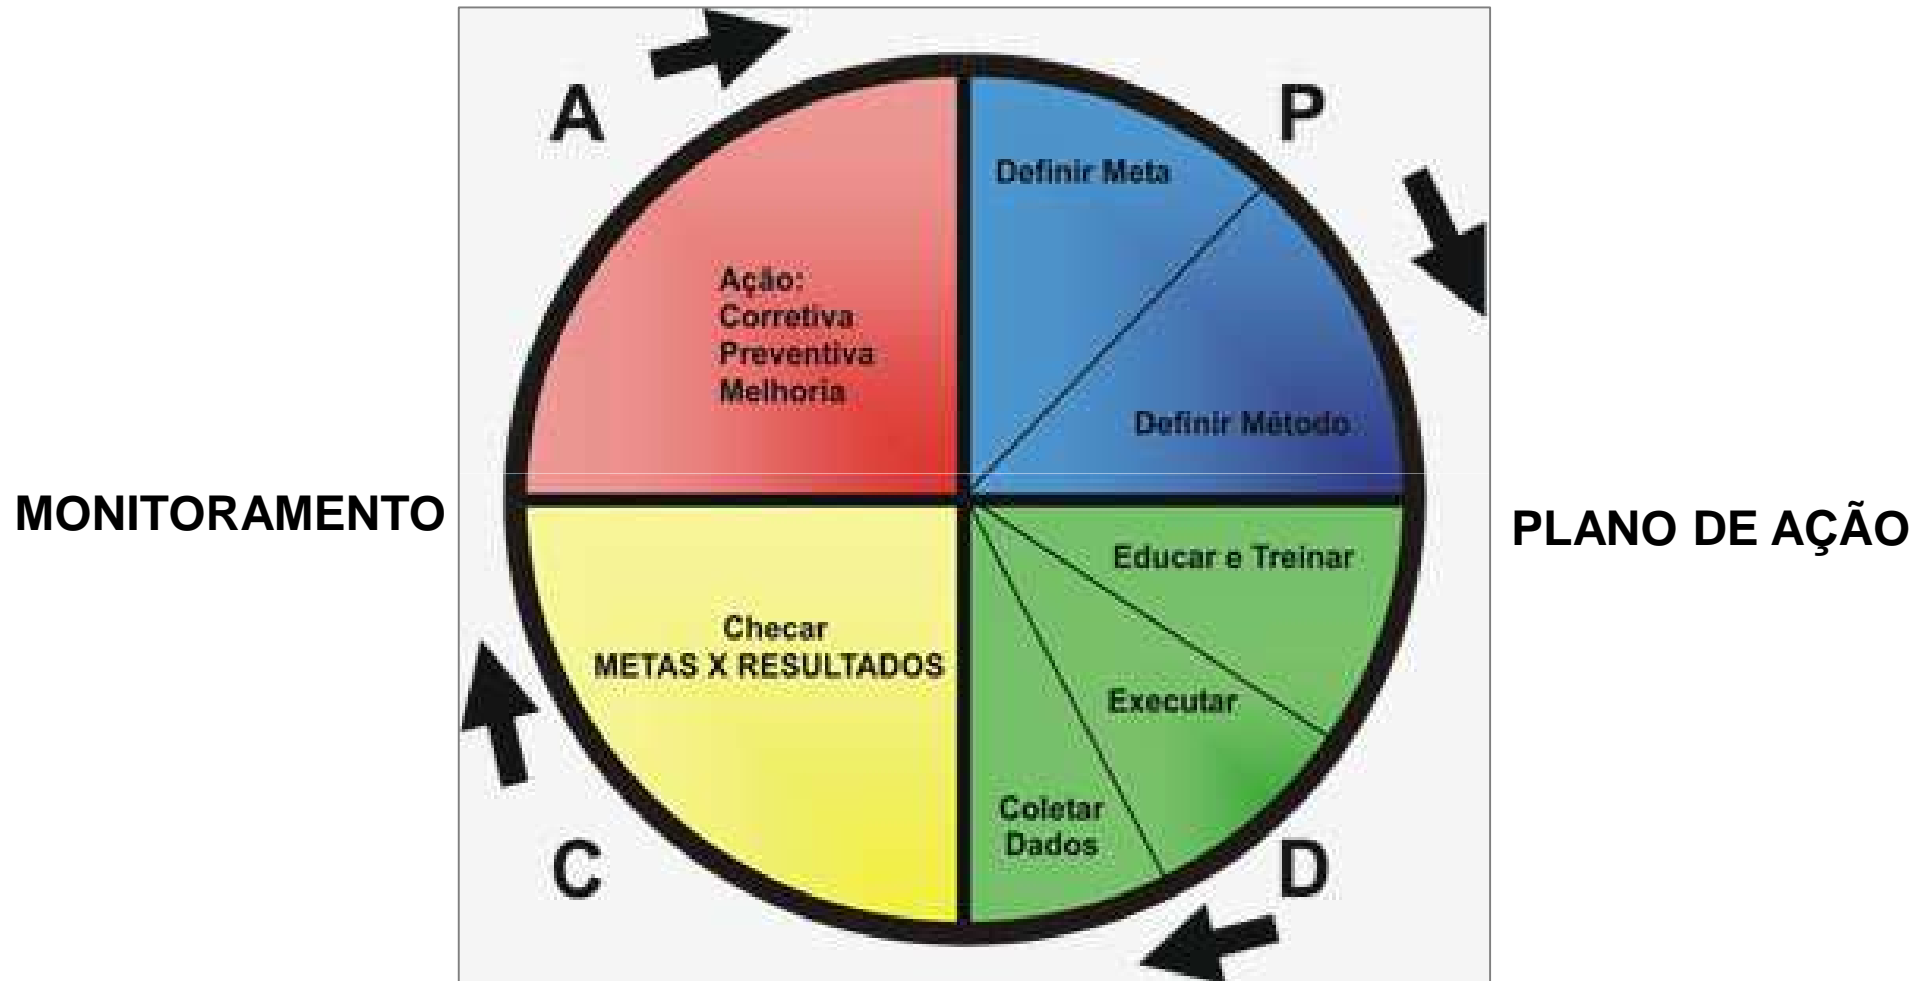 A
P
Definir Meta
Ação:
Corretiva
Preventiva
Melhoria
Definir Método
MONITORAMENTO
PLANO DE AÇÃO
Educar e Treinar
Checar
METAS X RESULTADOS
Executar
Coletar
Dados
C
D